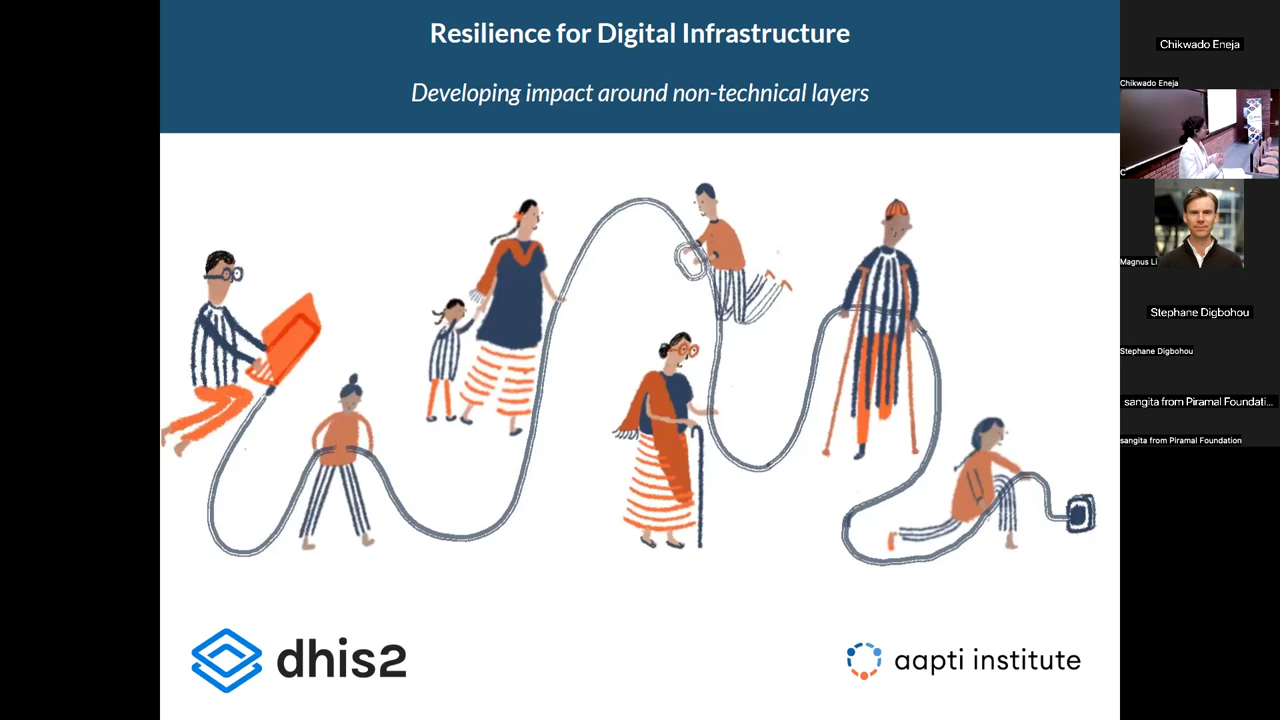 Resilience for Digital Infrastructure
Developing impact around non-technical layers
dhis2
aapti institute
Chikwado Eneja
Chikwado Eneja
C
Magnus Li
Stephane Digbohou
Stephane Digbohou
sangita from Piramal Foundati...
sangita from Piramal Foundation